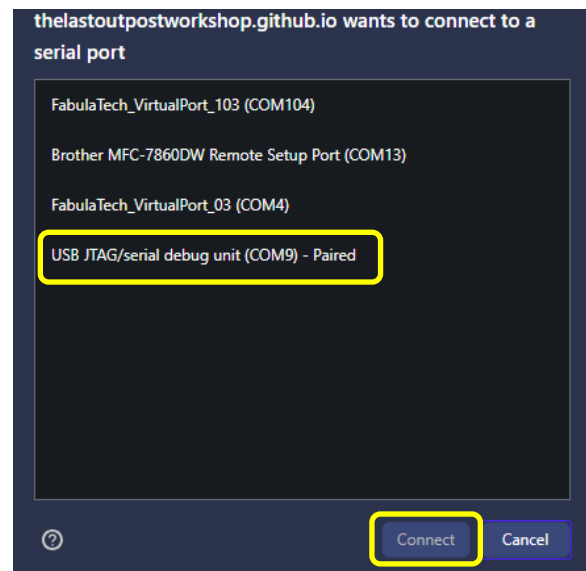 thelastoutpostworkshop.github.io wants to connect to a
serial port
FabulaTech_VirtualPort_103 (COM104)
Brother MFC-7860DW Remote Setup Port (COM13)
FabulaTech_VirtualPort_03 (COM4)
USB JTAG/serial debug unit (COM9) - Paired
?
Connect Cancel